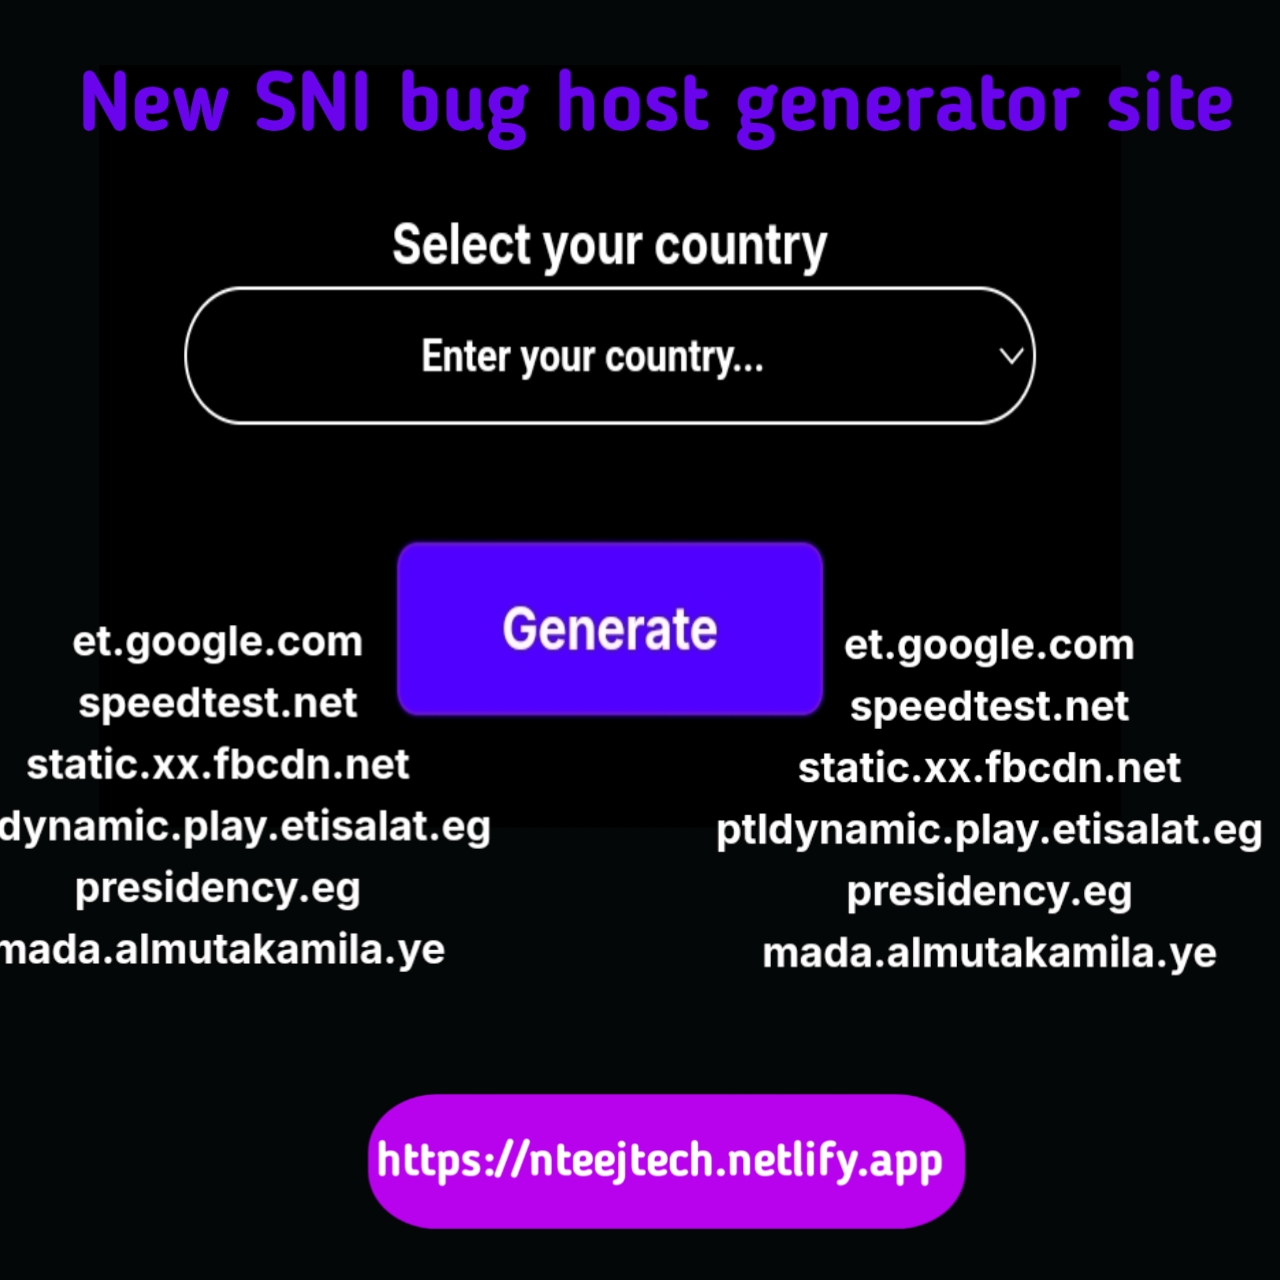 New SNI bug host generator site
Select your country
Enter your country...
Generate
et.google.com
speedtest.net
static.xx.fbcdn.net
dynamic.play.etisalat.eg
presidency.eg
mada.almutakamila.ye
et.google.com
speedtest.net
static.xx.fbcdn.net
ptldynamic.play.etisalat.eg
presidency.eg
mada.almutakamila.ye
https://nteejtech.netlify.app